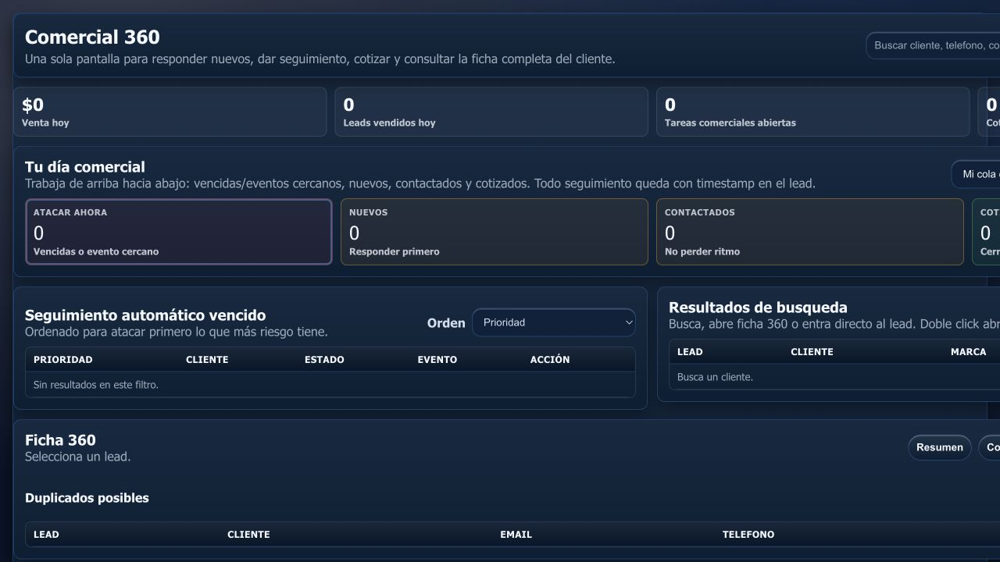 Comercial 360
Una sola pantalla para responder nuevos, dar seguimiento, cotizar y consultar la ficha completa del cliente.
Buscar cliente, telefono, co
$0
Venta hoy
0
Leads vendidos hoy
0
Tareas comerciales abiertas
0
Cot
Tu día comercial
Trabaja de arriba hacia abajo: vencidas/eventos cercanos, nuevos, contactados y cotizados. Todo seguimiento queda con timestamp en el lead.
Mi cola
ATACAR AHORA
0
Vencidas o evento cercano
NUEVOS
0
Responder primero
CONTACTADOS
0
No perder ritmo
COT
0
Cerr
Seguimiento automático vencido
Ordenado para atacar primero lo que más riesgo tiene.
Orden
Prioridad
PRIORIDAD CLIENTE ESTADO EVENTO ACCIÓN
Sin resultados en este filtro.
Resultados de busqueda
Busca, abre ficha 360 o entra directo al lead. Doble click abr
LEAD CLIENTE MARCA
Busca un cliente.
Ficha 360
Selecciona un lead.
Resumen
Co
Duplicados posibles
LEAD CLIENTE EMAIL TELEFONO